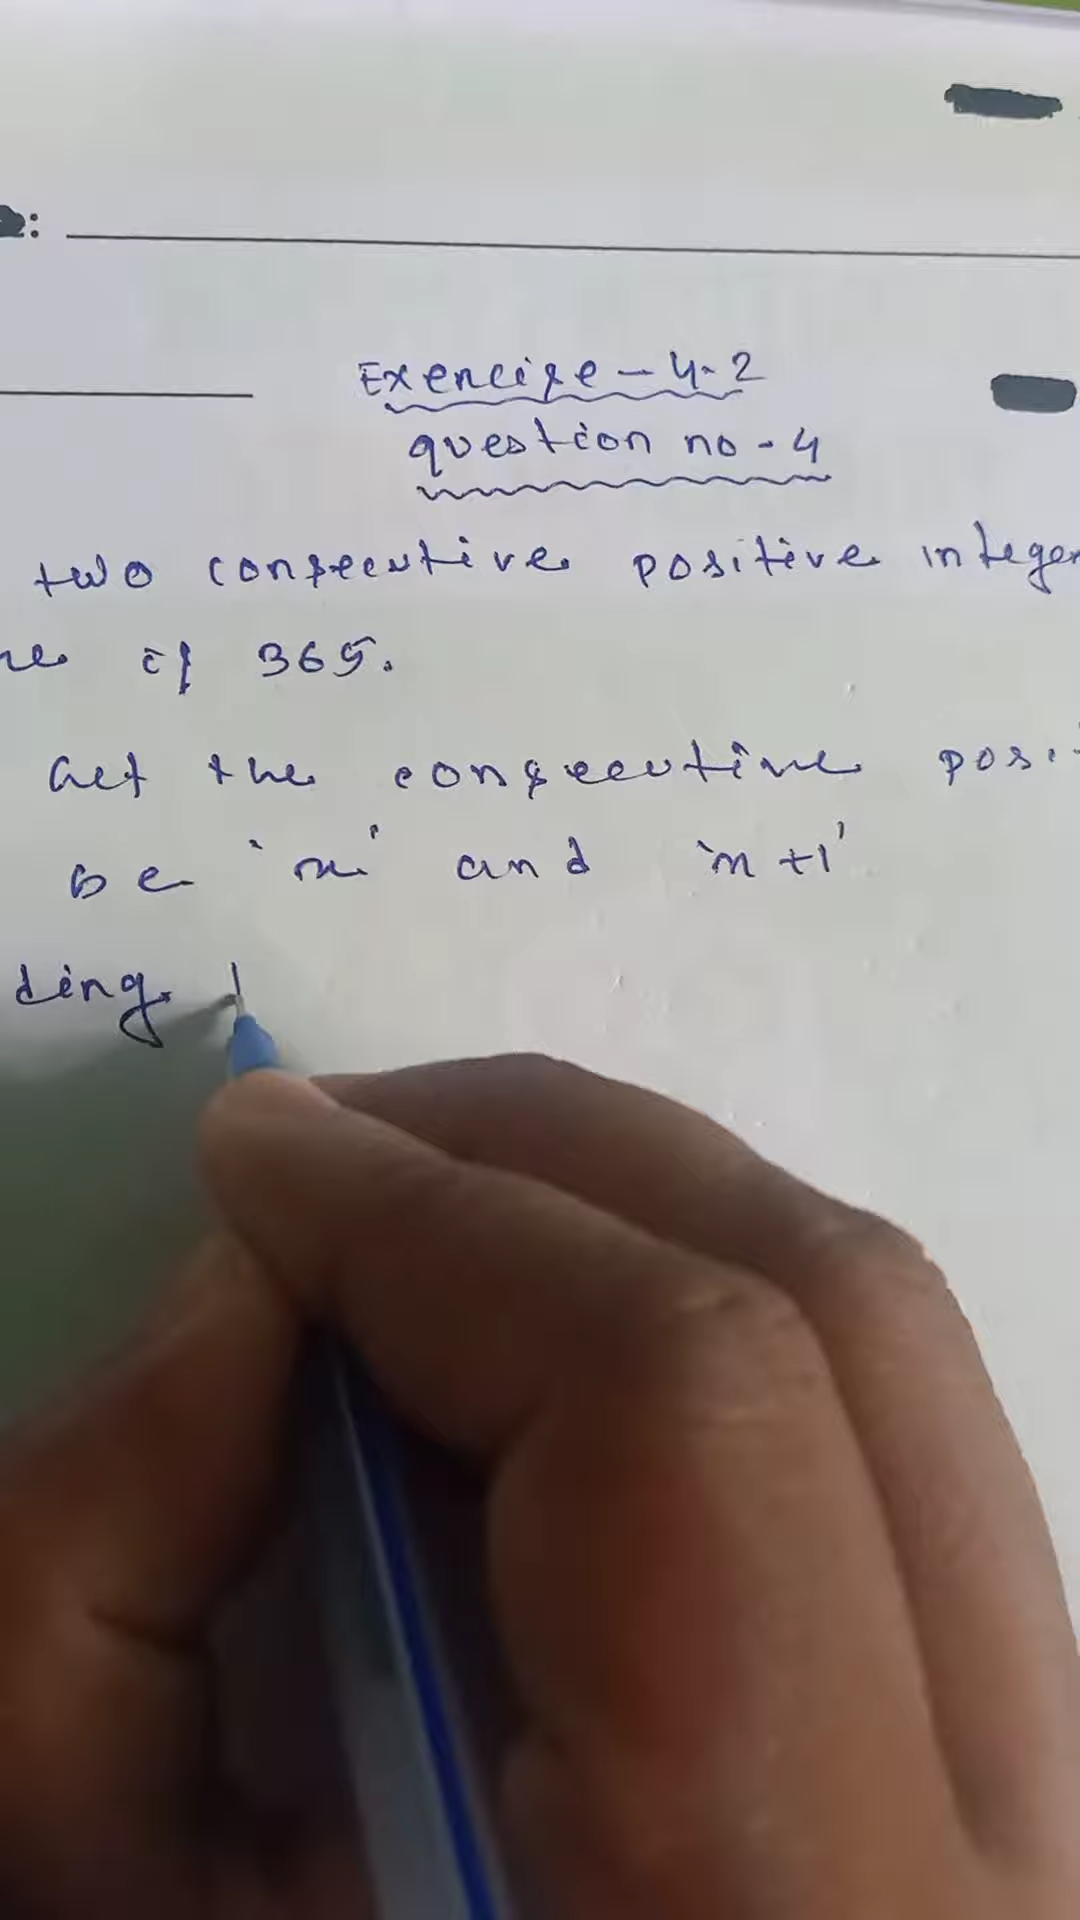 Exercise - 4.2
question no - 4
two consecutive positive integer
of 365.
Let the consecutive posi
be 'x' and 'x+1'
ding